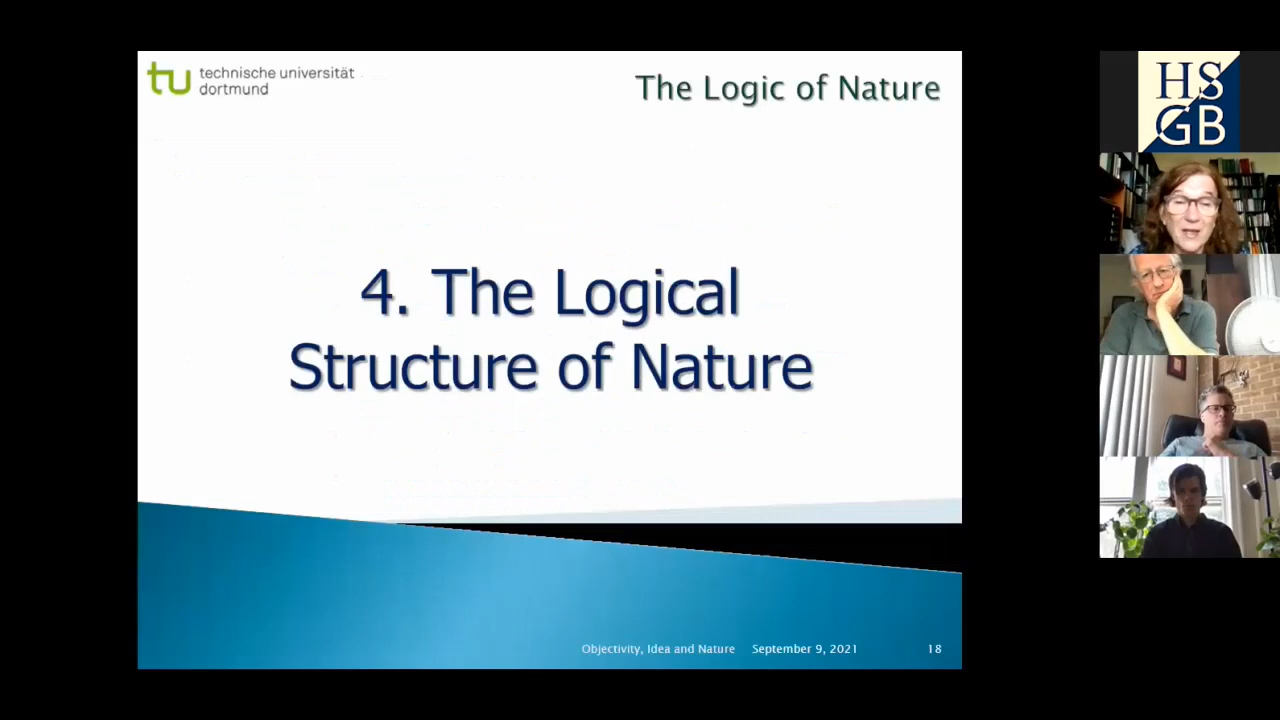 tu technische universität
dortmund
The Logic of Nature
4. The Logical
Structure of Nature
Objectivity, Idea and Nature September 9, 2021 18
HS
GB